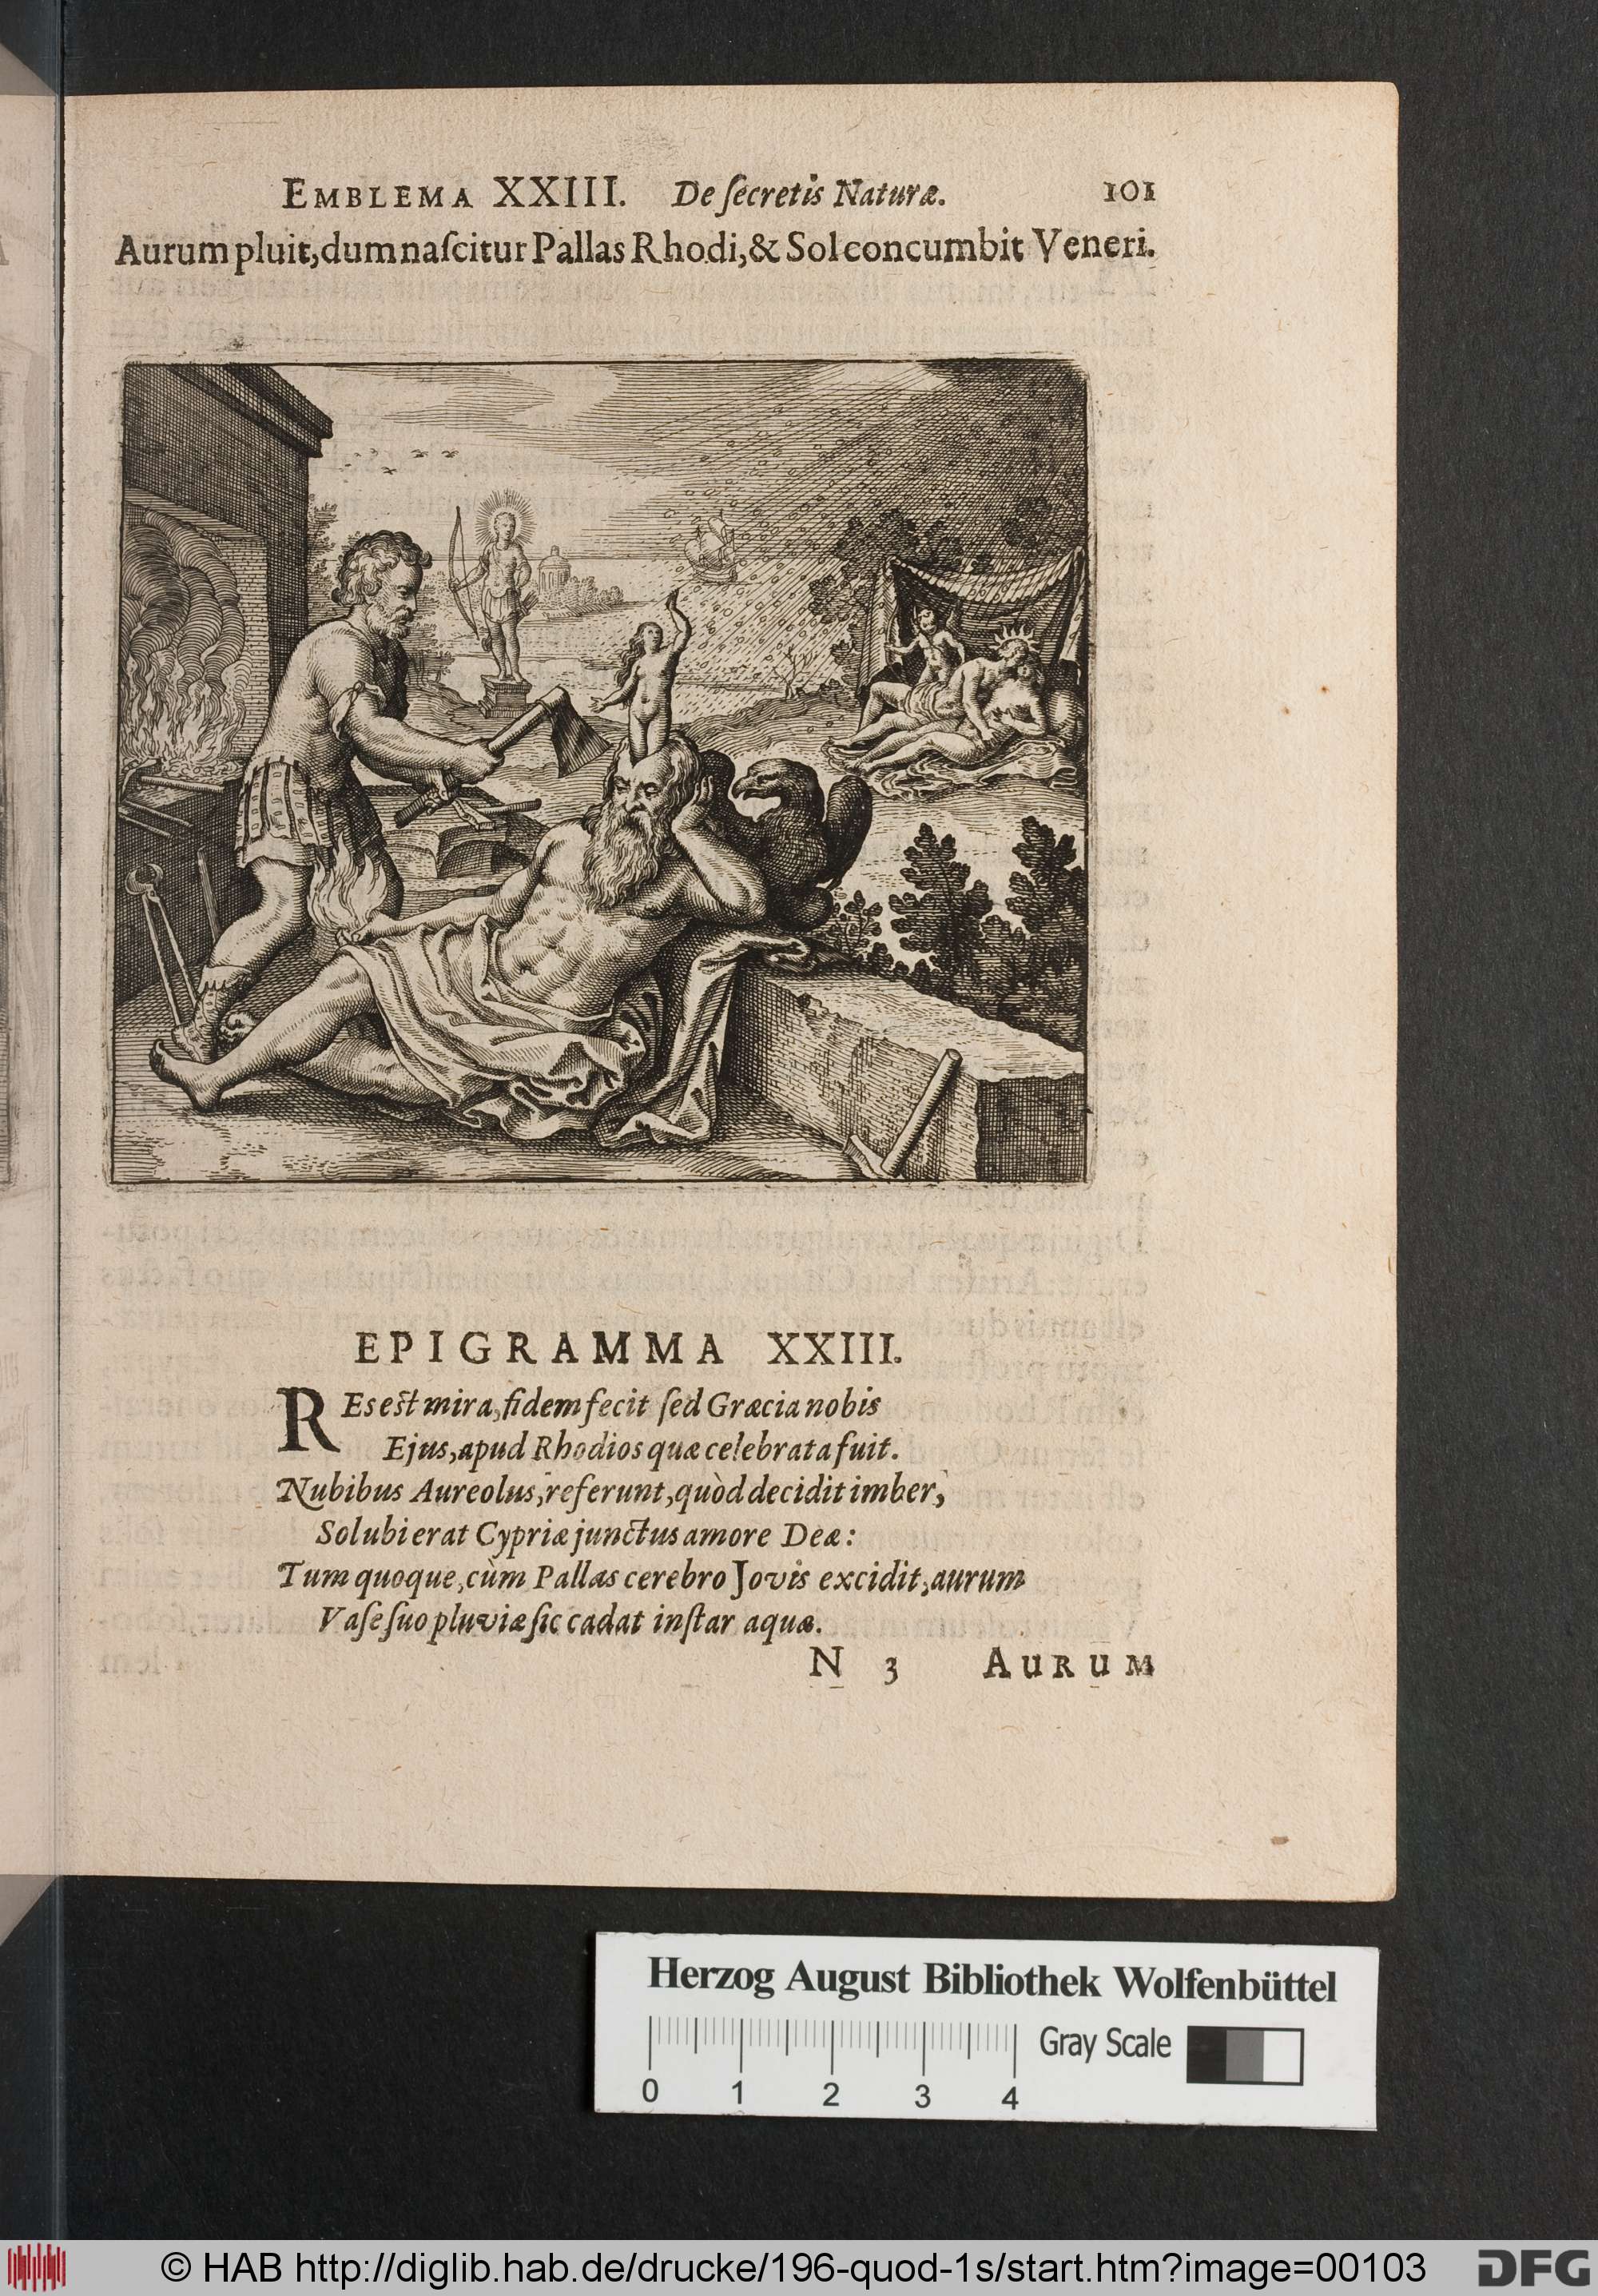 EMBLEMA XXIII. De ſecretis Naturæ. 101
Aurum pluit, dum naſcitur Pallas Rhodi, & Sol concumbit Veneri.
EPIGRAMMA XXIII.
REs est mira, fidem fecit ſed Græcia nobis
Ejus, apud Rhodios quæ celebrata fuit.
Nubibus Aureolus, referunt, quòd decidit imber,
Sol ubi erat Cypriæ junctus amore Deæ:
Tum quoque, cùm Pallas cerebro Jovis excidit, aurum
Vaſe ſuo pluviæ ſic cadat inſtar aquæ.
N 3 AURUM
Herzog August Bibliothek Wolfenbüttel
Gray Scale
0 1 2 3 4
© HAB http://diglib.hab.de/drucke/196-quod-1s/start.htm?image=00103 DFG